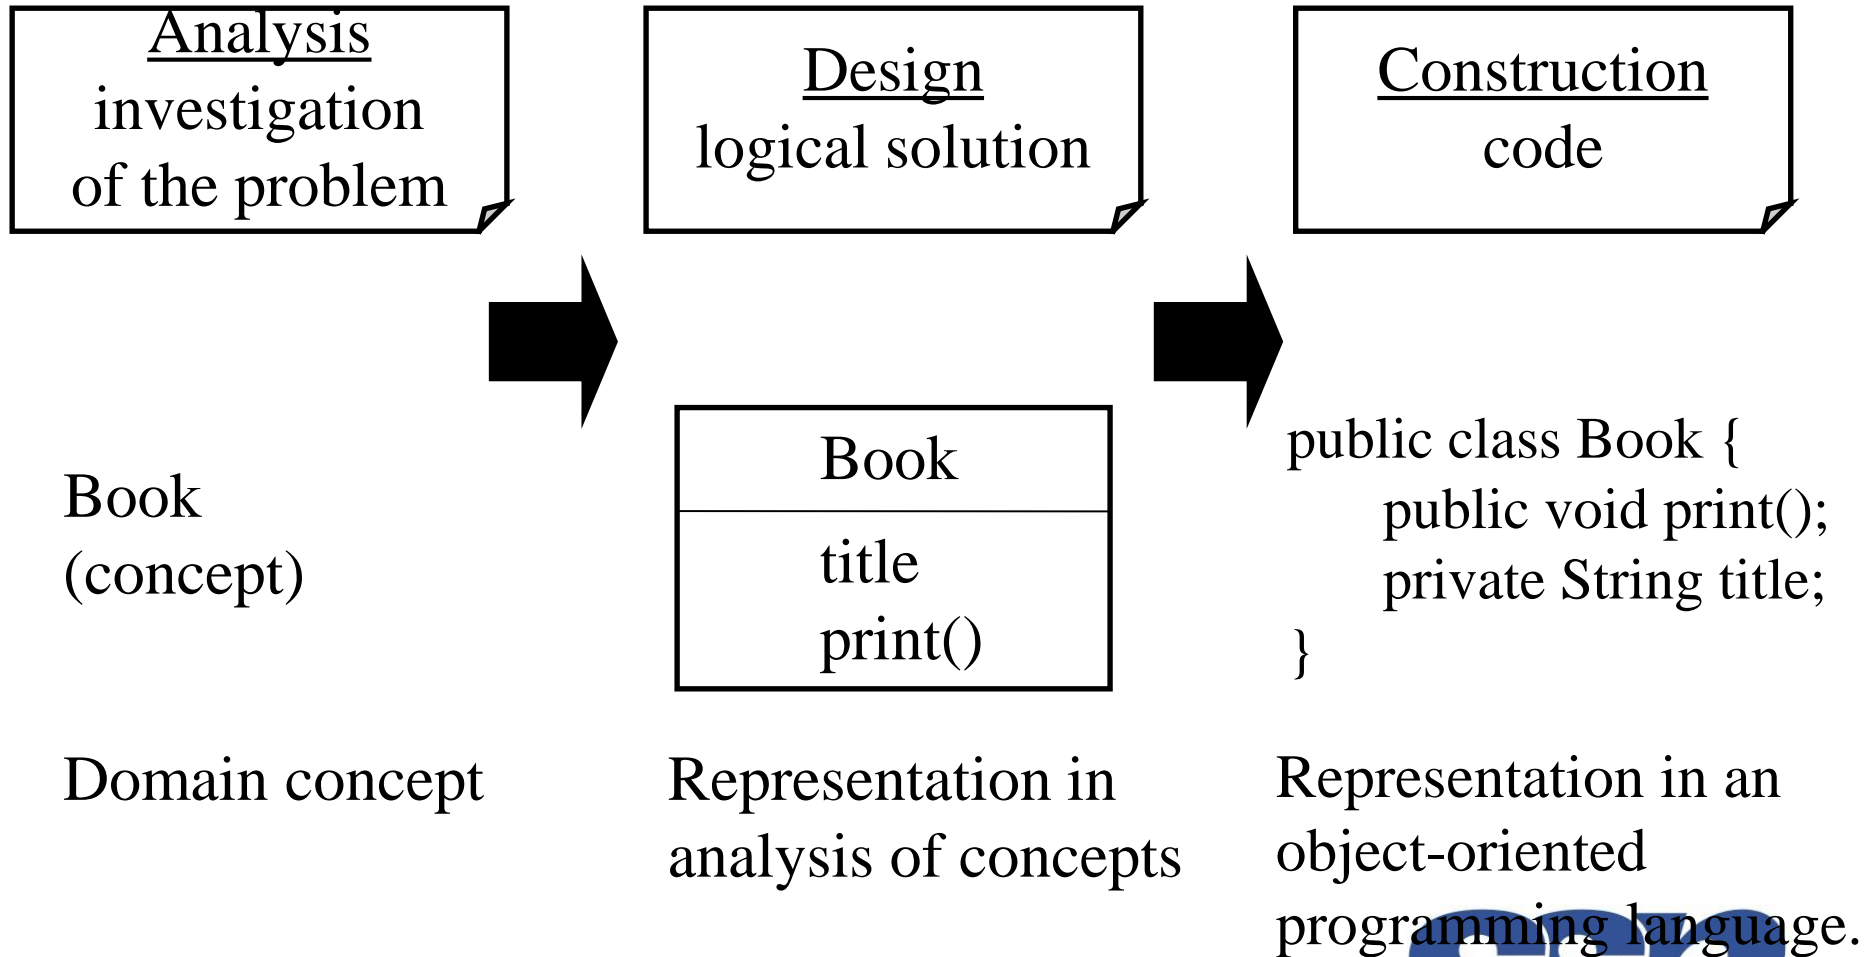 Analysis
investigation
of the problem
Design
logical solution
Construction
code
Book
(concept)
Book
title
print()
public class Book {
public void print();
private String title;
}
Domain concept
Representation in
analysis of concepts
Representation in an
object-oriented
programming language.